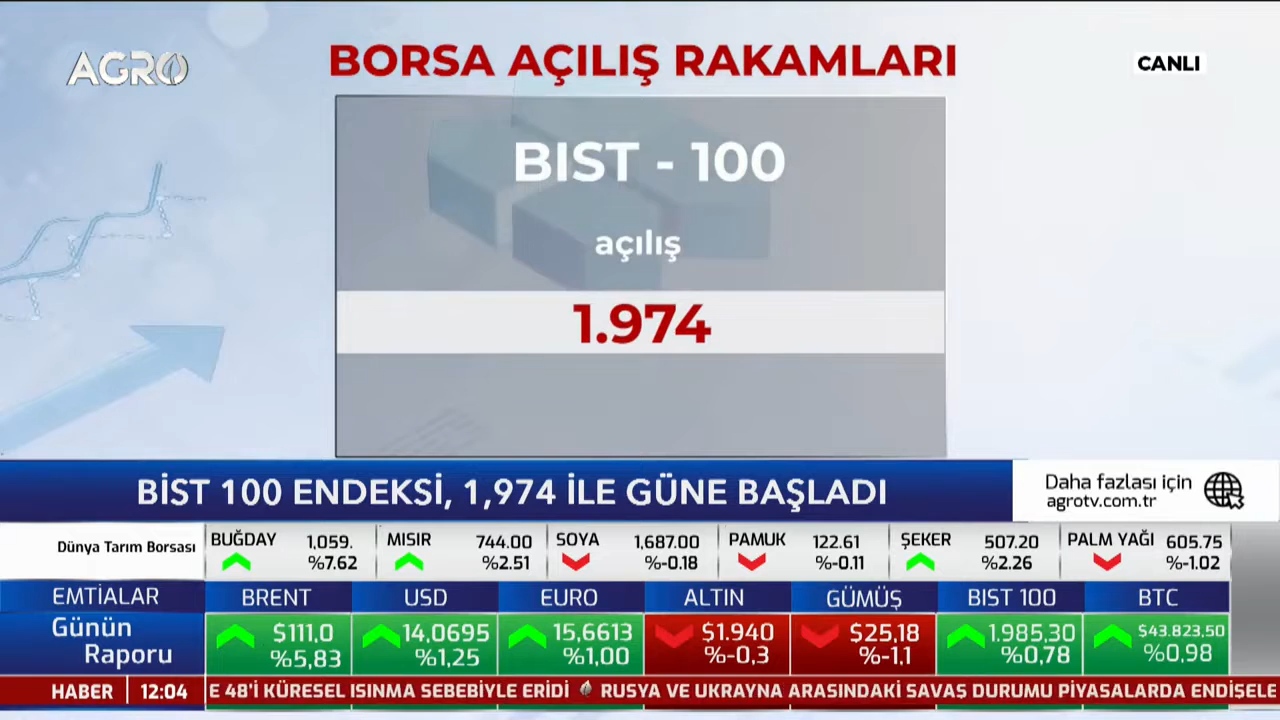 AGRO
BORSA AÇILIŞ RAKAMLARI
CANLI
BIST - 100
açılış
1.974
BİST 100 ENDEKSİ, 1,974 İLE GÜNE BAŞLADI
Daha fazlası için
agrotv.com.tr
Dünya Tarım Borsası
BUĞDAY 1,059. %7.62
MISIR 744.00 %2.51
SOYA 1,687.00 %-0.18
PAMUK 122.61 %-0.11
ŞEKER 507.20 %2.26
PALM YAĞI 605.75 %-1.02
EMTİALAR
Günün
Raporu
BRENT $111,0 %5,83
USD 14,0695 %1,25
EURO 15,6613 %1,00
ALTIN $1.940 %-0,3
GÜMÜŞ $25,18 %-1,1
BIST 100 1.985,30 %0,78
BTC $43.823,50 %0,98
HABER 12:04 E 48'İ KÜRESEL ISINMA SEBEBİYLE ERİDİ RUSYA VE UKRAYNA ARASINDAKİ SAVAŞ DURUMU PİYASALARDA ENDİŞELE